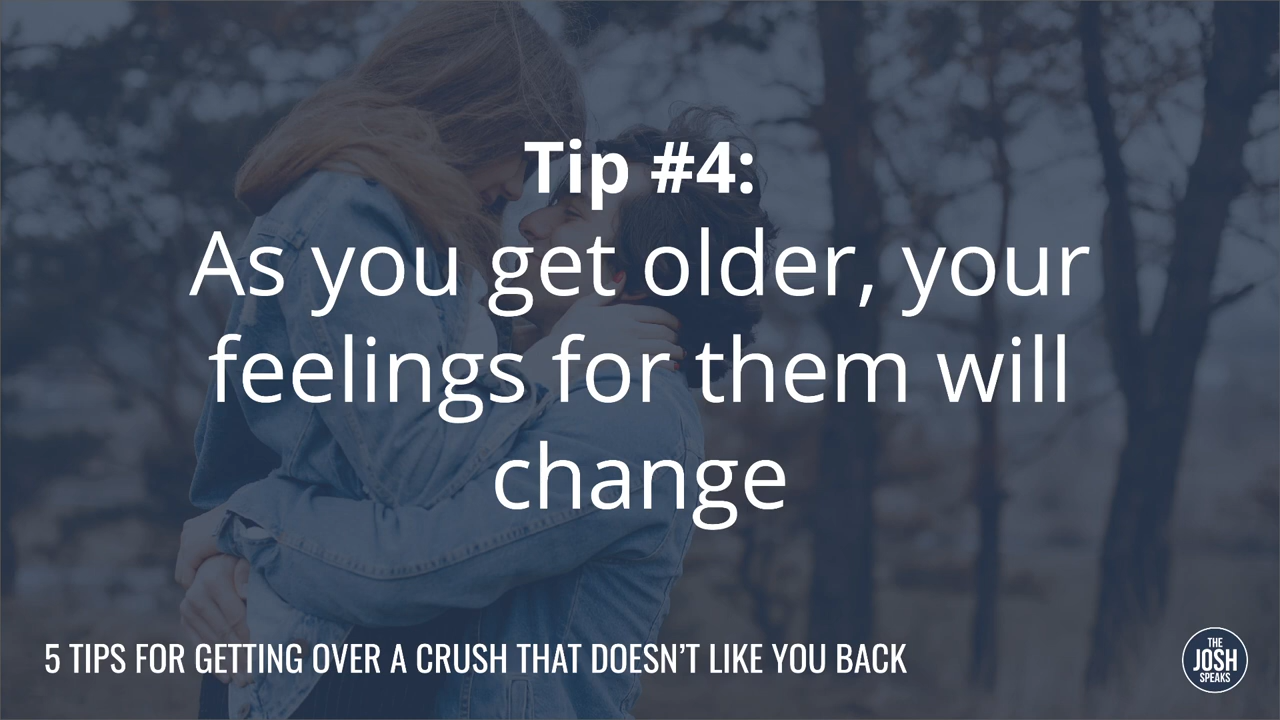 Tip #4:
As you get older, your
feelings for them will
change
5 TIPS FOR GETTING OVER A CRUSH THAT DOESN’T LIKE YOU BACK
THE
JOSH
SPEAKS